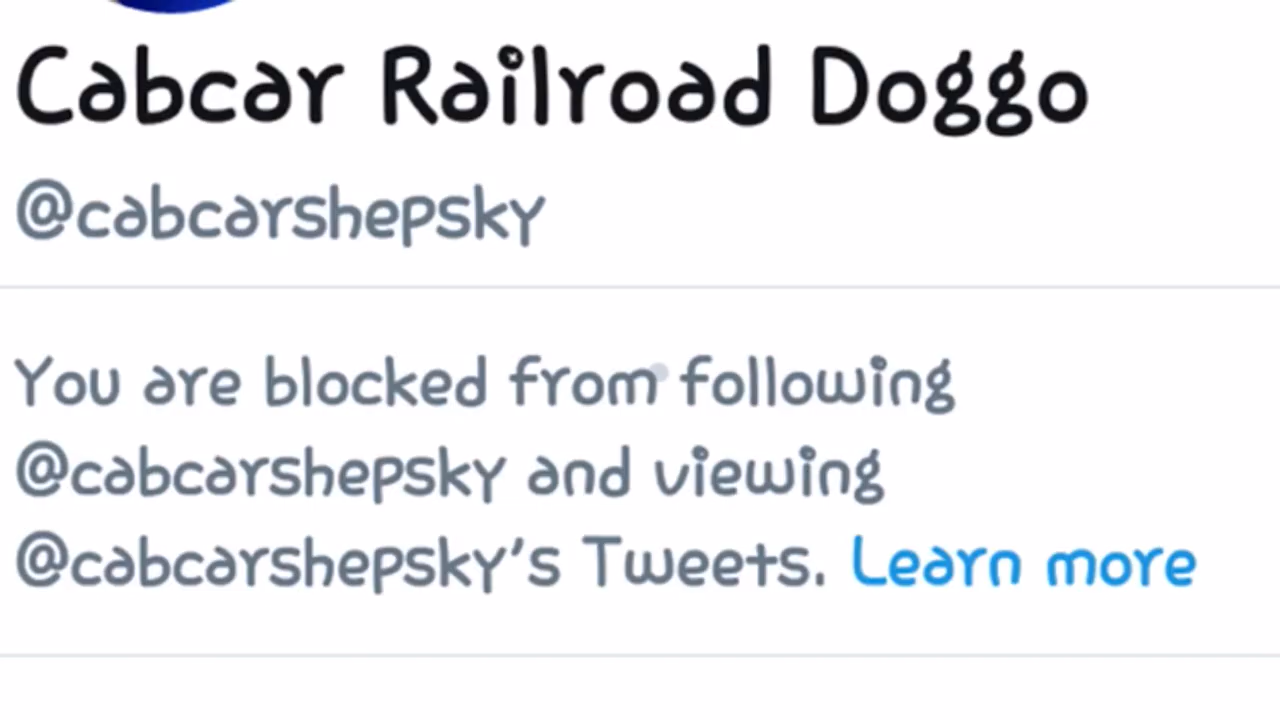 Cabcar Railroad Doggo
@cabcarshepsky
You are blocked from following
@cabcarshepsky and viewing
@cabcarshepsky’s Tweets. Learn more